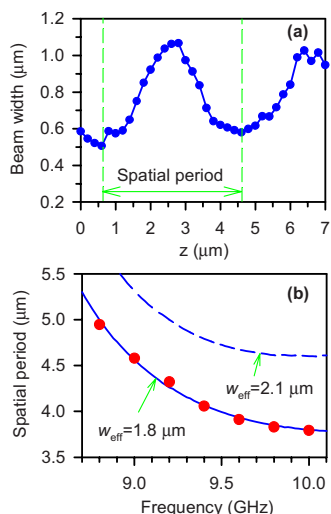 (a)
Beam width (μm)
1.2
1.0
0.8
0.6
0.4
0.2
Spatial period
0 1 2 3 4 5 6 7
z (μm)
(b)
Spatial period (μm)
5.5
5.0
4.5
4.0
3.5
weff=2.1 μm
weff=1.8 μm
9.0 9.5 10.0
Frequency (GHz)